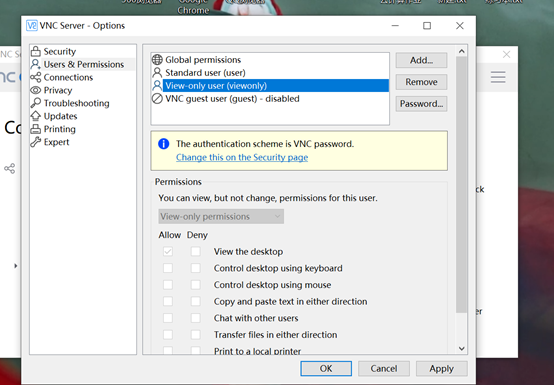 Chrome
VNC Server - Options
Security
Users & Permissions
Connections
Privacy
Troubleshooting
Updates
Printing
Expert
Global permissions
Standard user (user)
View-only user (viewonly)
VNC guest user (guest) - disabled
Add...
Remove
Password...
The authentication scheme is VNC password.
Change this on the Security page
Permissions
You can view, but not change, permissions for this user.
View-only permissions
Allow Deny
View the desktop
Control desktop using keyboard
Control desktop using mouse
Copy and paste text in either direction
Chat with other users
Transfer files in either direction
Print to a local printer
OK Cancel Apply